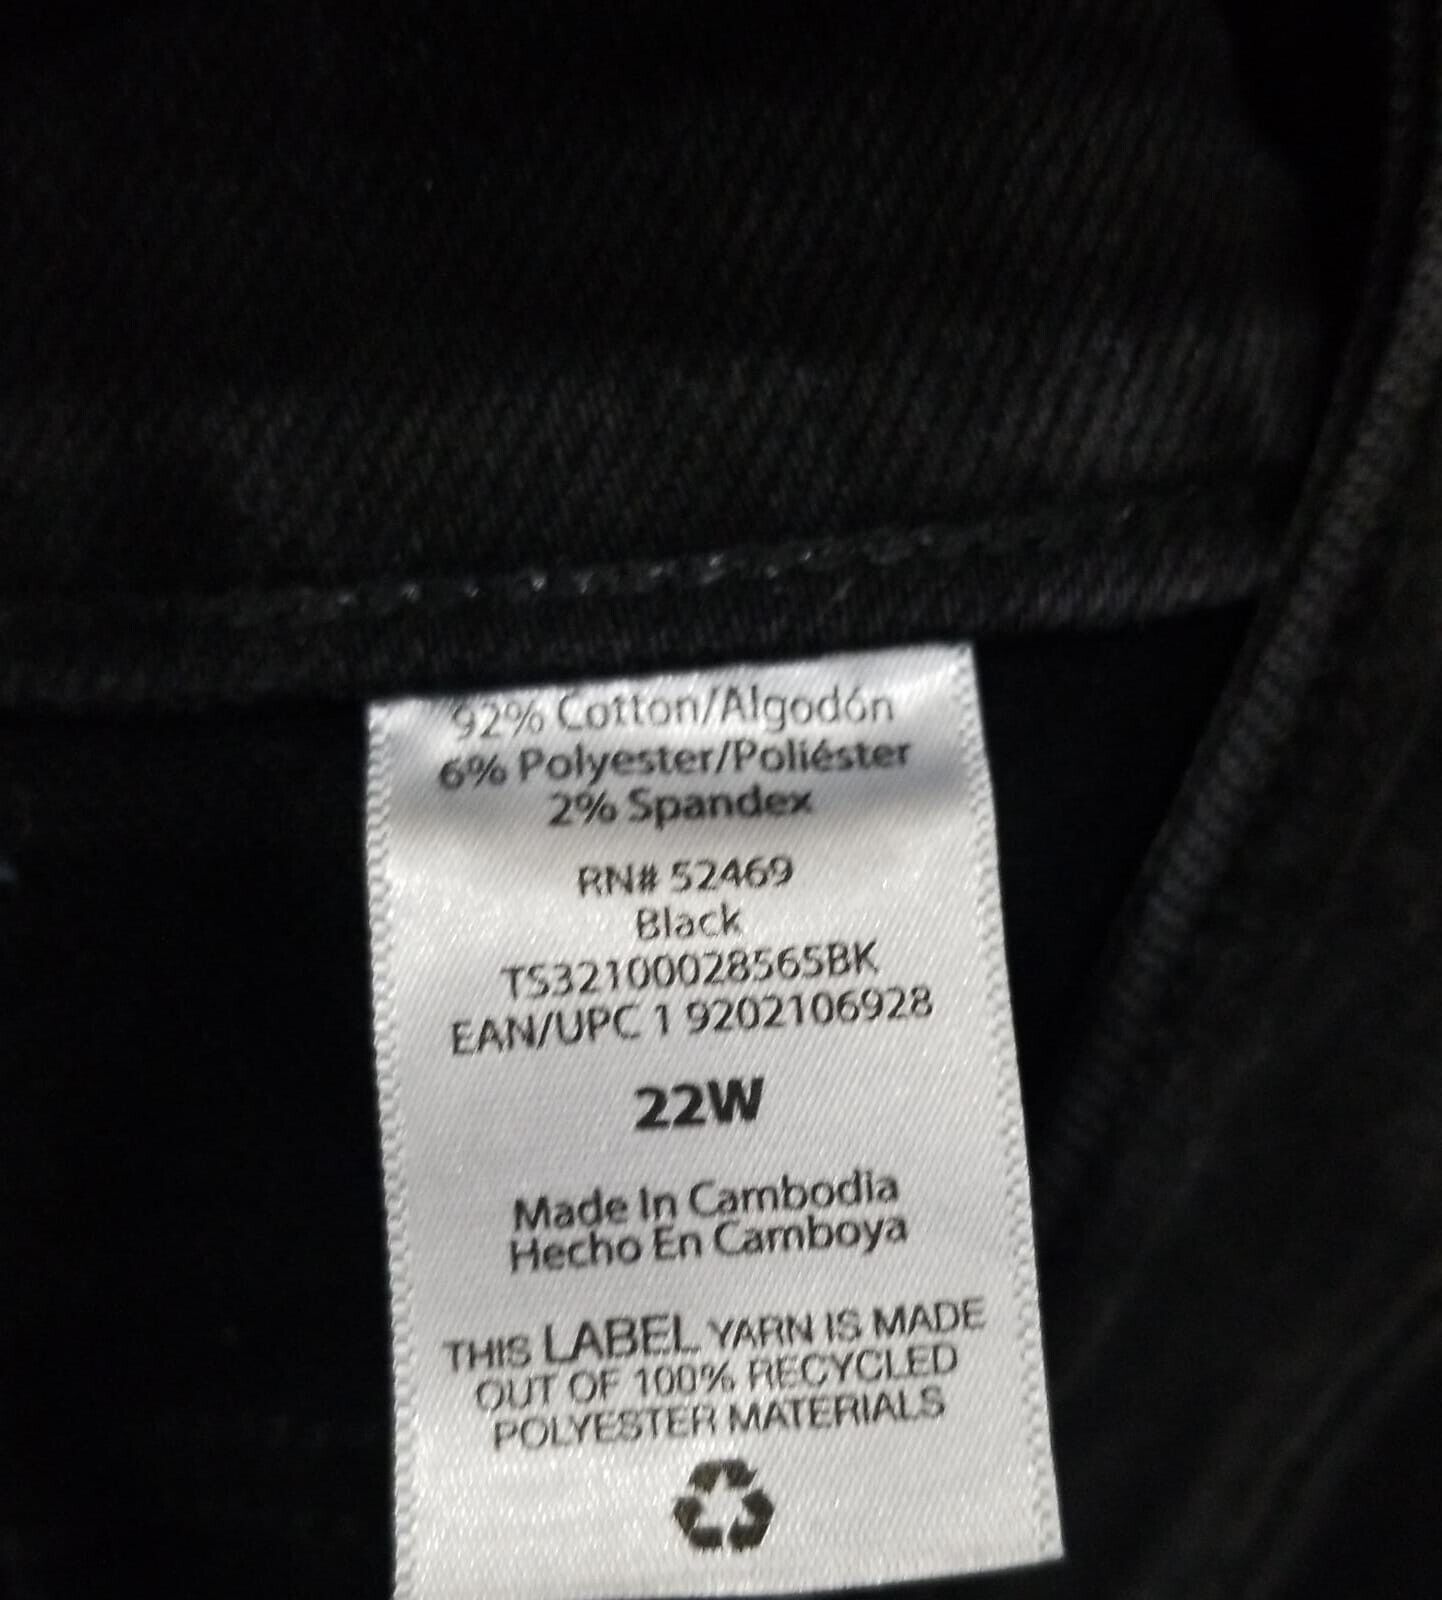 92% Cotton/Algodón
6% Polyester/Poliéster
2% Spandex
RN# 52469
Black
TS32100028565BK
EAN/UPC 1 9202106928
22W
Made In Cambodia
Hecho En Camboya
THIS LABEL YARN IS MADE
OUT OF 100% RECYCLED
POLYESTER MATERIALS